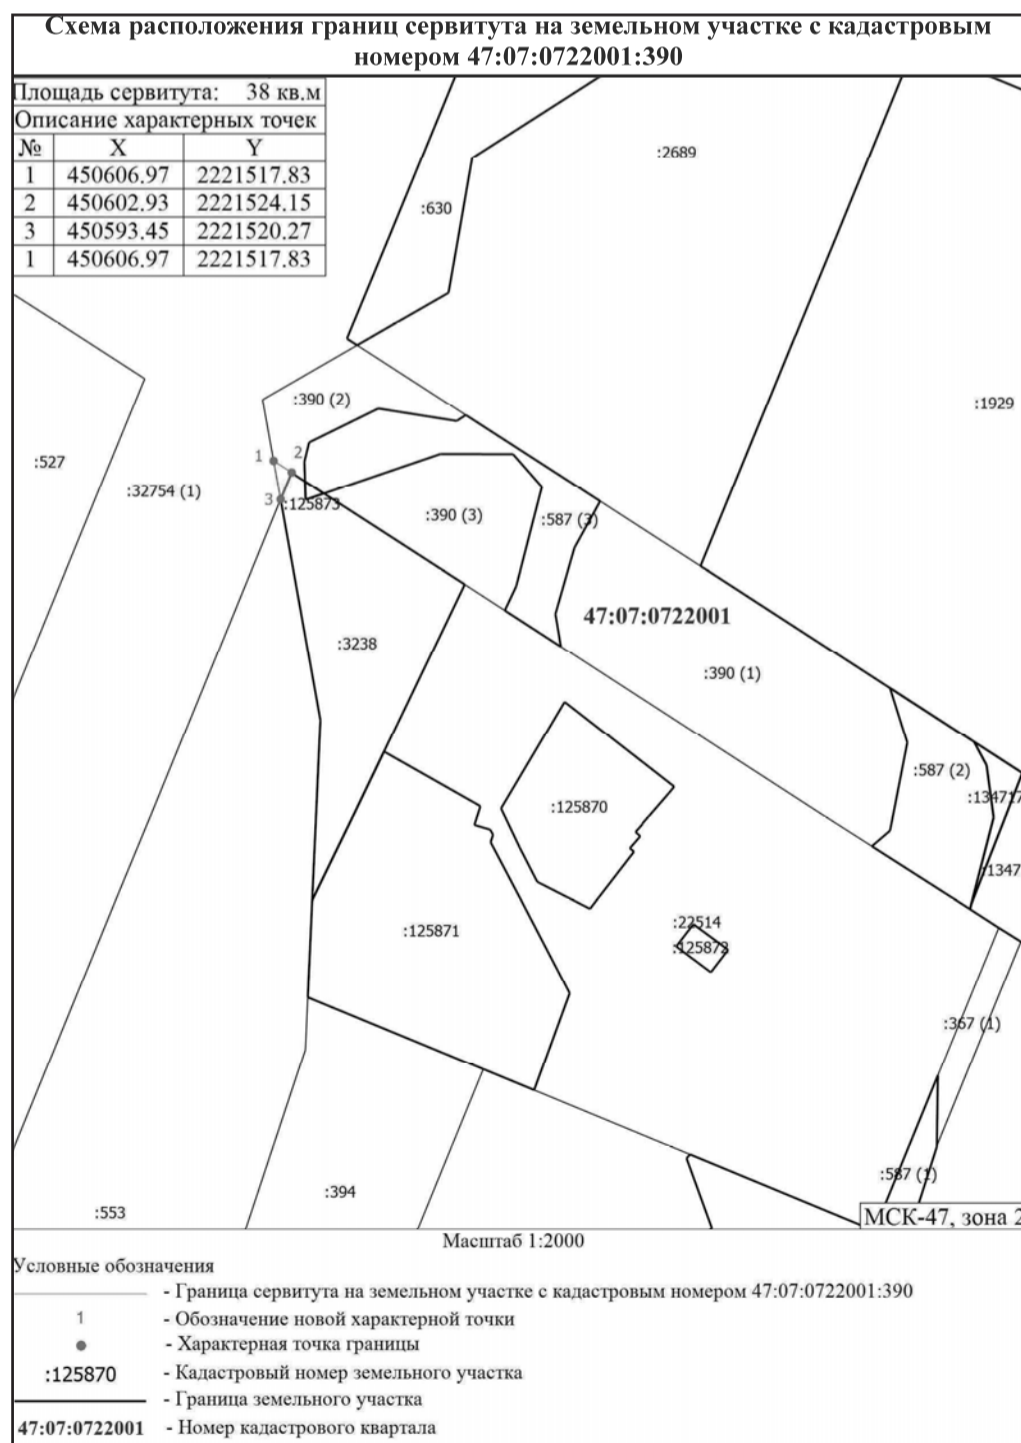 Схема расположения границ сервитута на земельном участке с кадастровым
номером 47:07:0722001:390
Площадь сервитута: 38 кв.м
Описание характерных точек
№ X Y
1 450606.97 2221517.83
2 450602.93 2221524.15
3 450593.45 2221520.27
1 450606.97 2221517.83
:2689
:630
:390 (2)
:1929
1 2
:527
:32754 (1)
3 :125873
:390 (3)
:587 (3)
47:07:0722001
:3238
:390 (1)
:587 (2)
:134717
:125870
:1347
:22514
:125871
:125872
:367 (1)
:587 (1)
:394
:553
МСК-47, зона 2
Масштаб 1:2000
Условные обозначения
- Граница сервитута на земельном участке с кадастровым номером 47:07:0722001:390
1 - Обозначение новой характерной точки
- Характерная точка границы
:125870 - Кадастровый номер земельного участка
- Граница земельного участка
47:07:0722001 - Номер кадастрового квартала